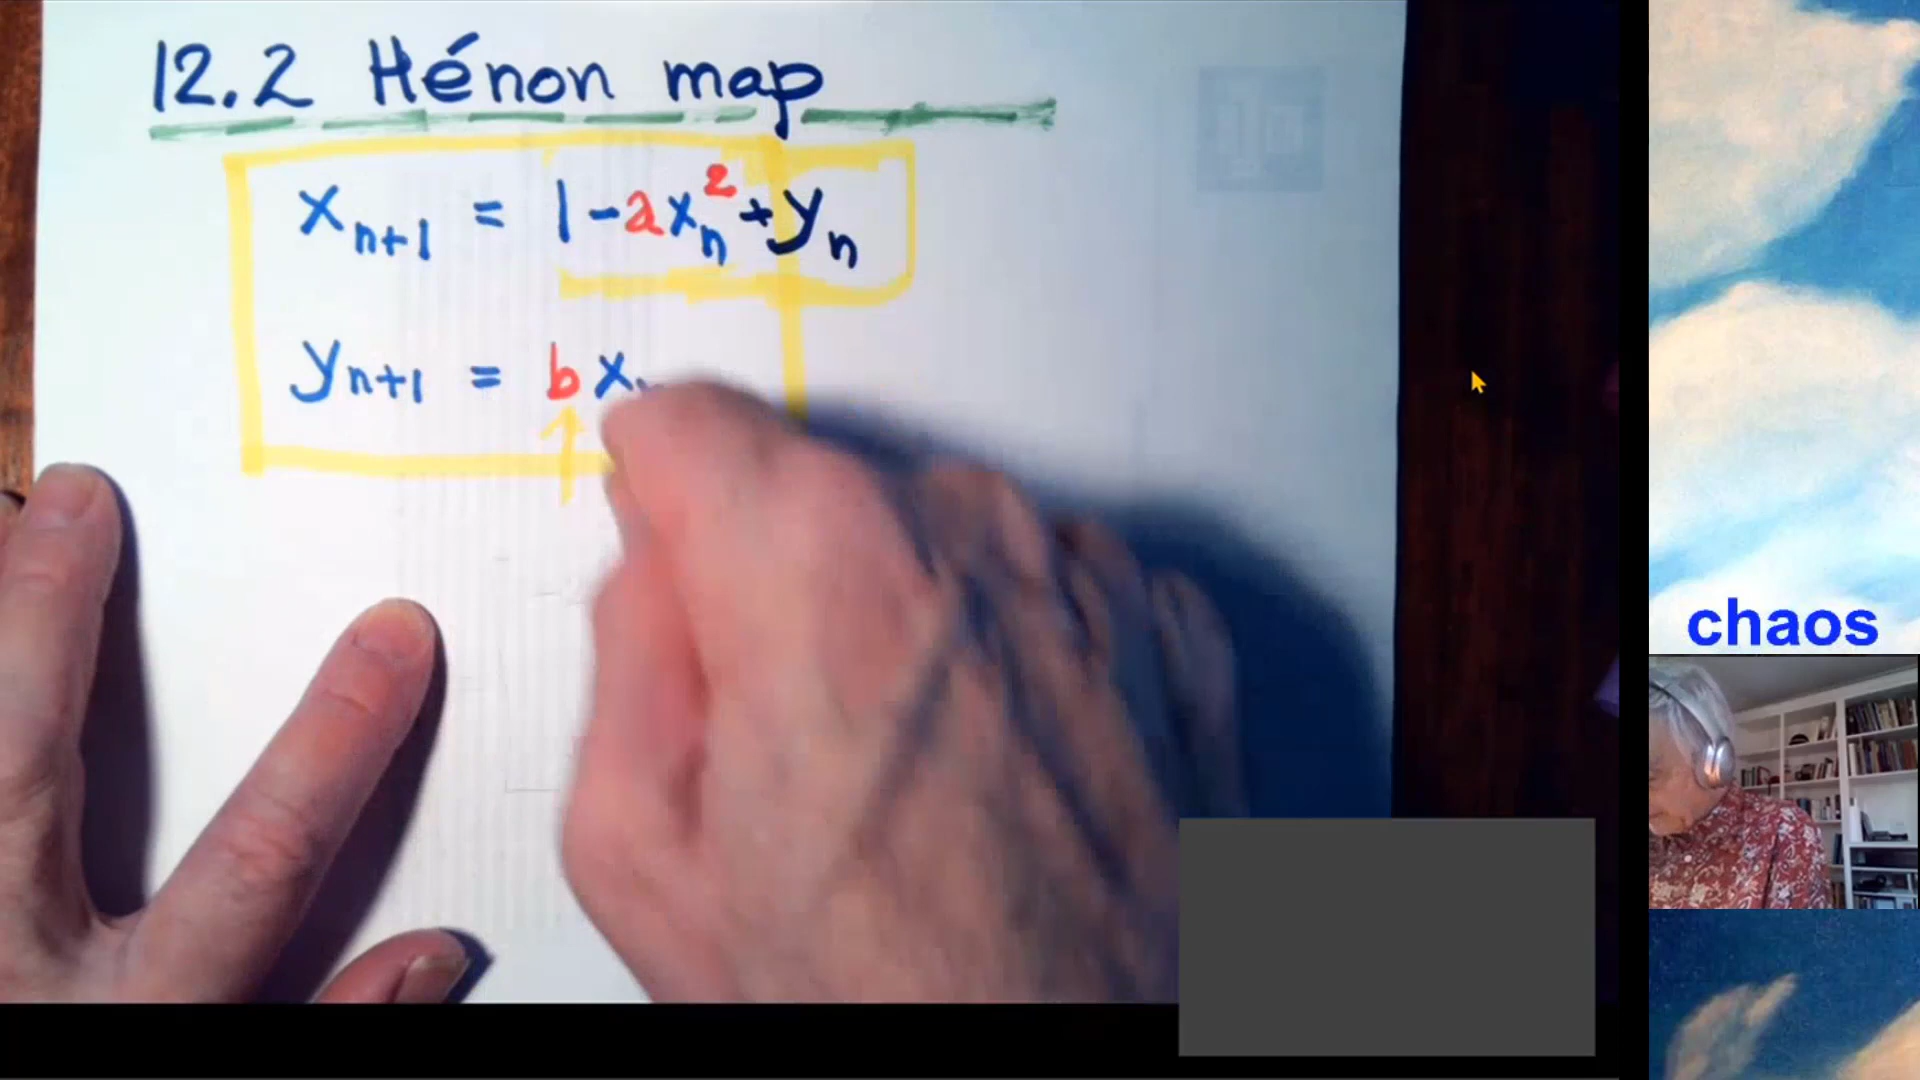 12.2 Hénon map
xₙ₊₁ = 1-axₙ²+yₙ
yₙ₊₁ = bx
chaos